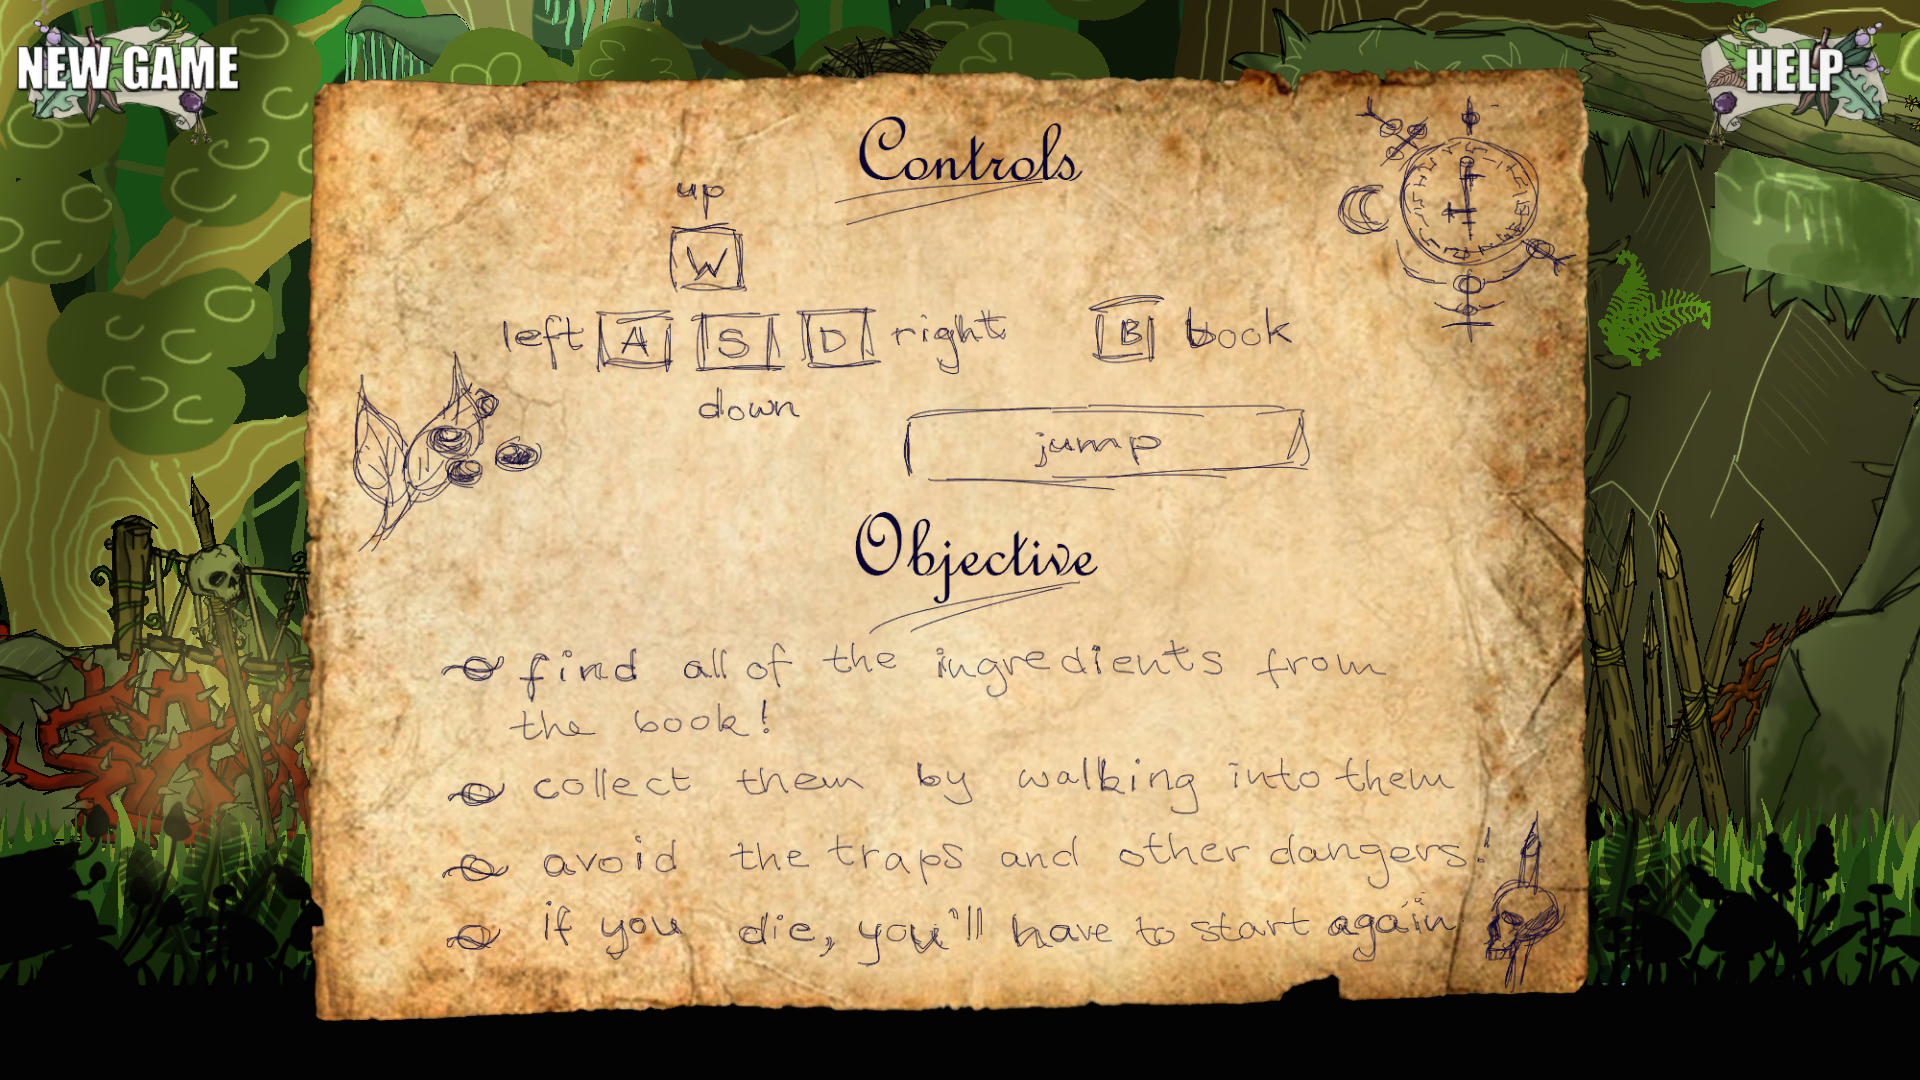 NEW GAME
HELP
Controls
up
W
left A S D right B book
down
jump
Objective
find all of the ingredients from
the book!
collect them by walking into them
avoid the traps and other dangers!
if you die, you'll have to start again